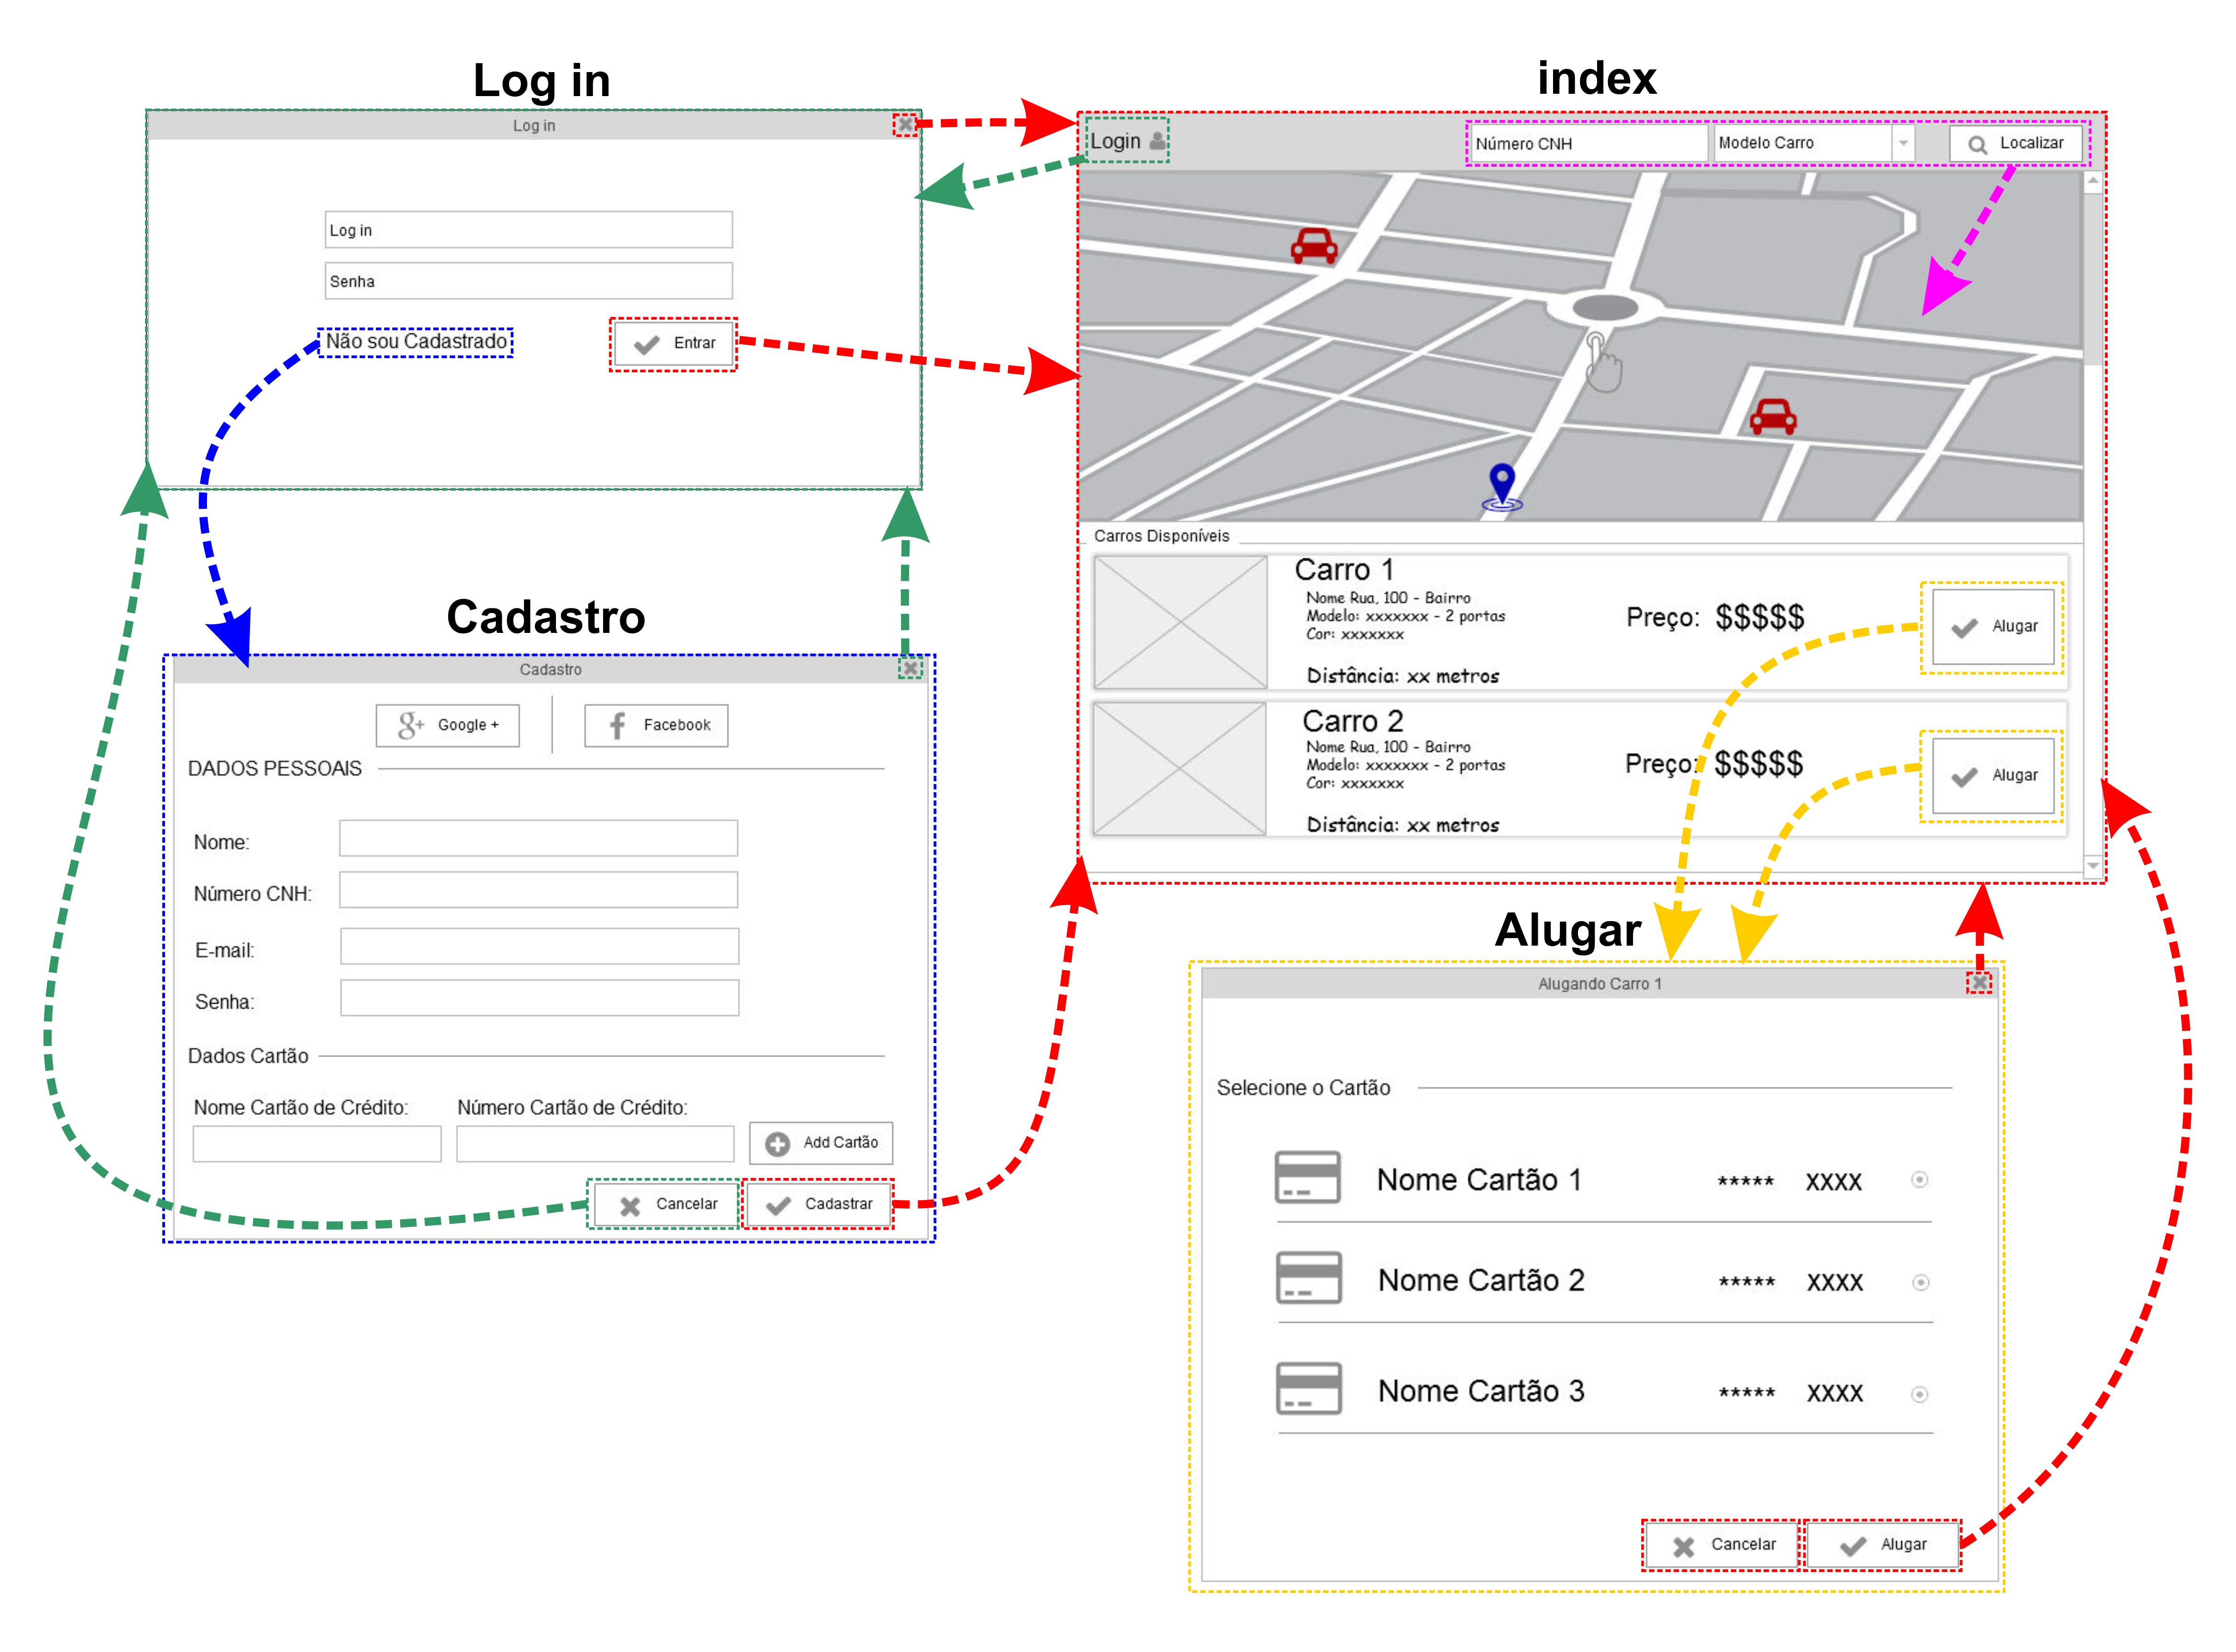 Log in
Log in
Log in
Senha
Não sou Cadastrado
Entrar
index
Login
Número CNH
Modelo Carro
Localizar
Carros Disponíveis
Carro 1
Nome Rua, 100 - Bairro
Modelo: xxxxxxx - 2 portas
Cor: xxxxxxx
Distância: xx metros
Preço: $$$$$
Alugar
Carro 2
Nome Rua, 100 - Bairro
Modelo: xxxxxxx - 2 portas
Cor: xxxxxxx
Distância: xx metros
Preço: $$$$$
Alugar
Cadastro
Cadastro
g+ Google +
f Facebook
DADOS PESSOAIS
Nome:
Número CNH:
E-mail:
Senha:
Dados Cartão
Nome Cartão de Crédito:
Número Cartão de Crédito:
Add Cartão
Cancelar
Cadastrar
Alugar
Alugando Carro 1
Selecione o Cartão
Nome Cartão 1 ***** XXXX
Nome Cartão 2 ***** XXXX
Nome Cartão 3 ***** XXXX
Cancelar
Alugar